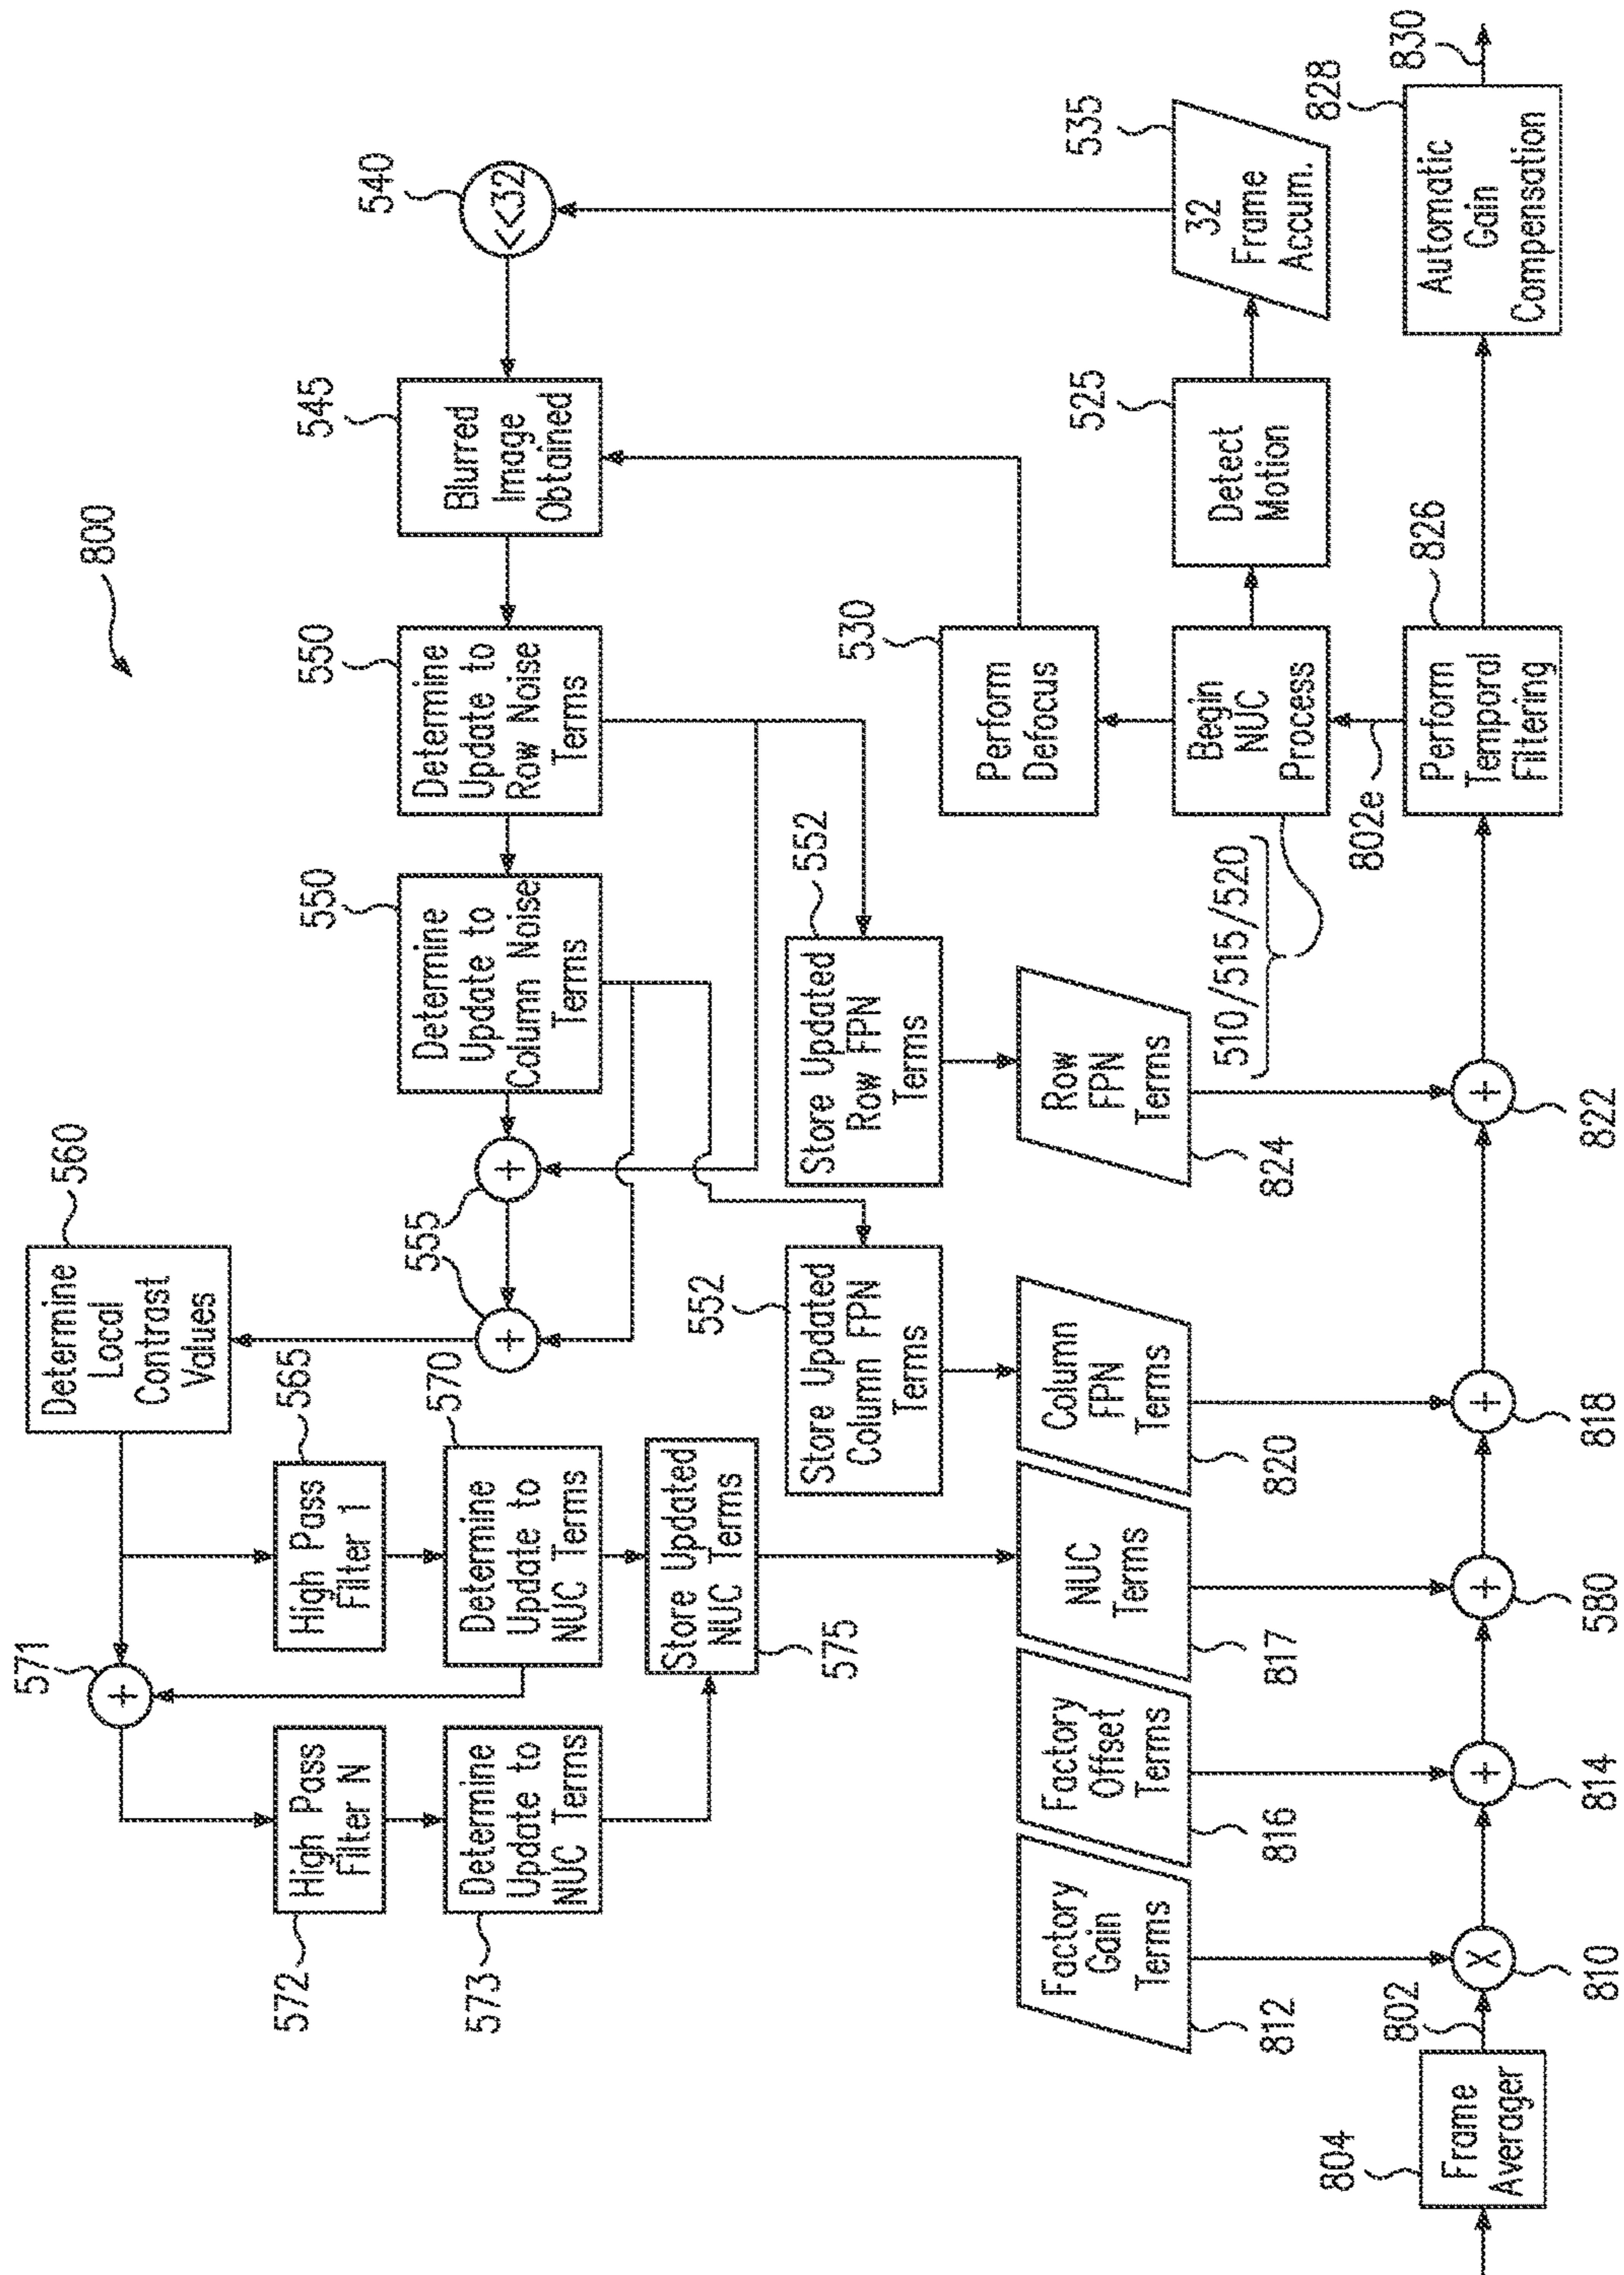 800
560
Determine
Local
Contrast
Values
571
572
High Pass
Filter N
High Pass
Filter 1
565
573
Determine
Update to
NUC Terms
Determine
Update to
NUC Terms
570
555
550
Determine
Update to
Column Noise
Terms
550
Determine
Update to
Row Noise
Terms
545
Blurred
Image
Obtained
540
<<32
Store Updated
NUC Terms
575
552
Store Updated
Column FPN
Terms
552
Store Updated
Row FPN
Terms
530
Perform
Defocus
812
Factory
Gain
Terms
816
Factory
Offset
Terms
817
NUC
Terms
820
Column
FPN
Terms
824
Row
FPN
Terms
510/515/520
Begin
NUC
Process
525
Detect
Motion
535
32
Frame
Accum.
802e
804
Frame
Averager
802
X
810
+
814
+
580
+
818
+
822
+
826
Perform
Temporal
Filtering
828
Automatic
Gain
Compensation
830
+
+
+